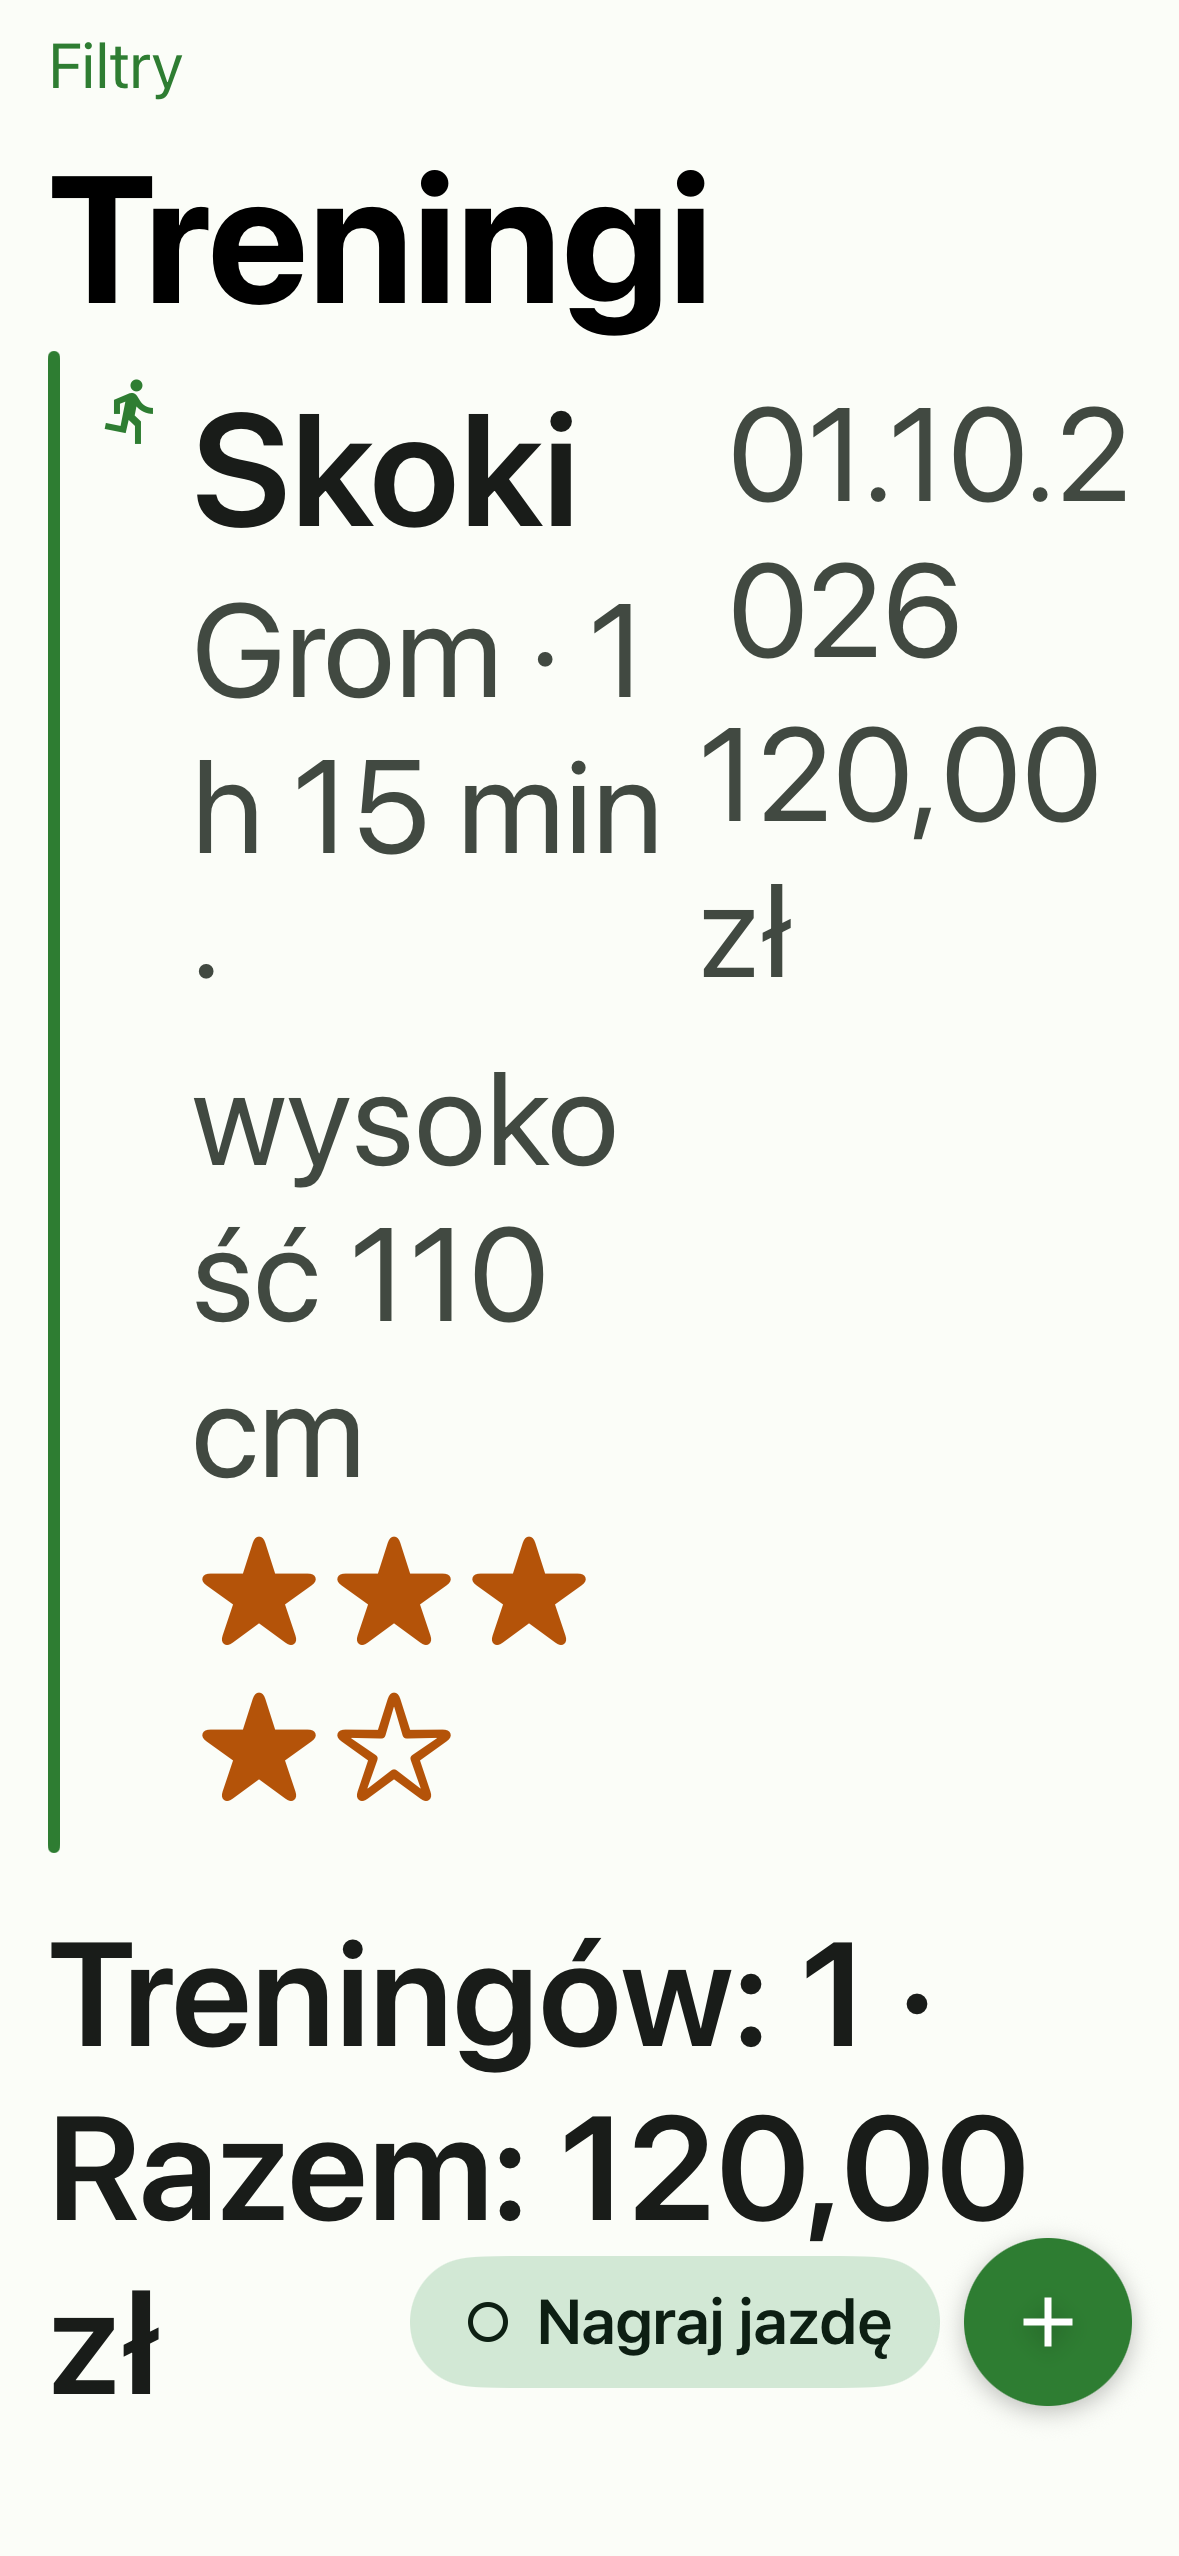 Filtry
Treningi
Skoki
01.10.2
026
Grom · 1
h 15 min
·
wysoko
ść 110
cm
120,00
zł
Treningów: 1 ·
Razem: 120,00
zł
Nagraj jazdę